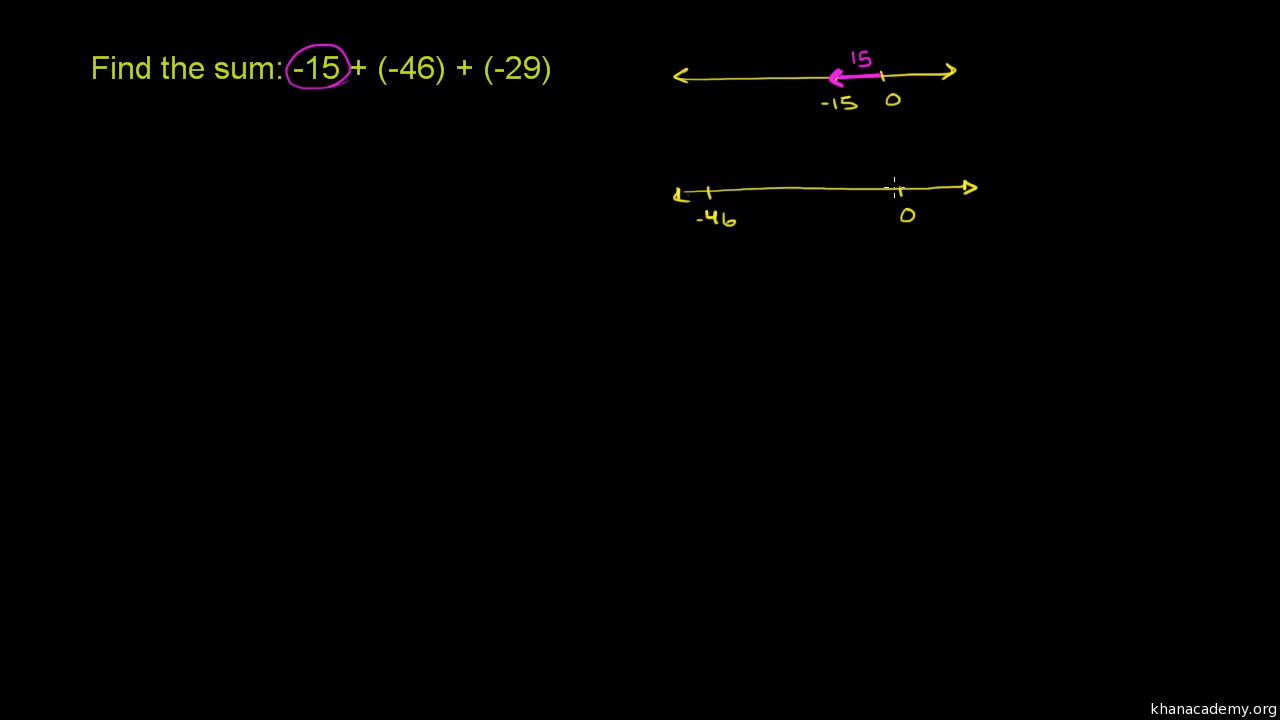 Find the sum: -15 + (-46) + (-29)
15
-15 0
-46 0
khanacademy.org